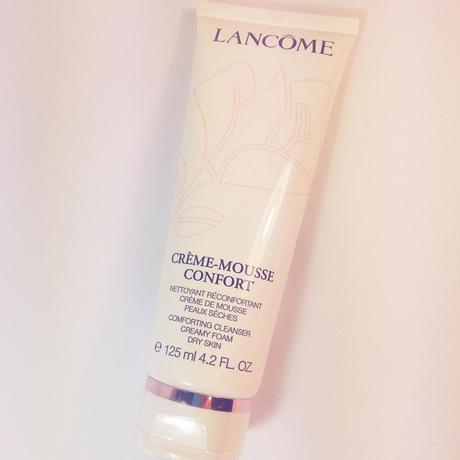 LANCÔME
CRÈME-MOUSSE
CONFORT
NETTOYANT RÉCONFORTANT
CRÈME DE MOUSSE
PEAUX SÈCHES
COMFORTING CLEANSER
CREAMY FOAM
DRY SKIN
℮ 125 ml 4.2 FL. OZ.